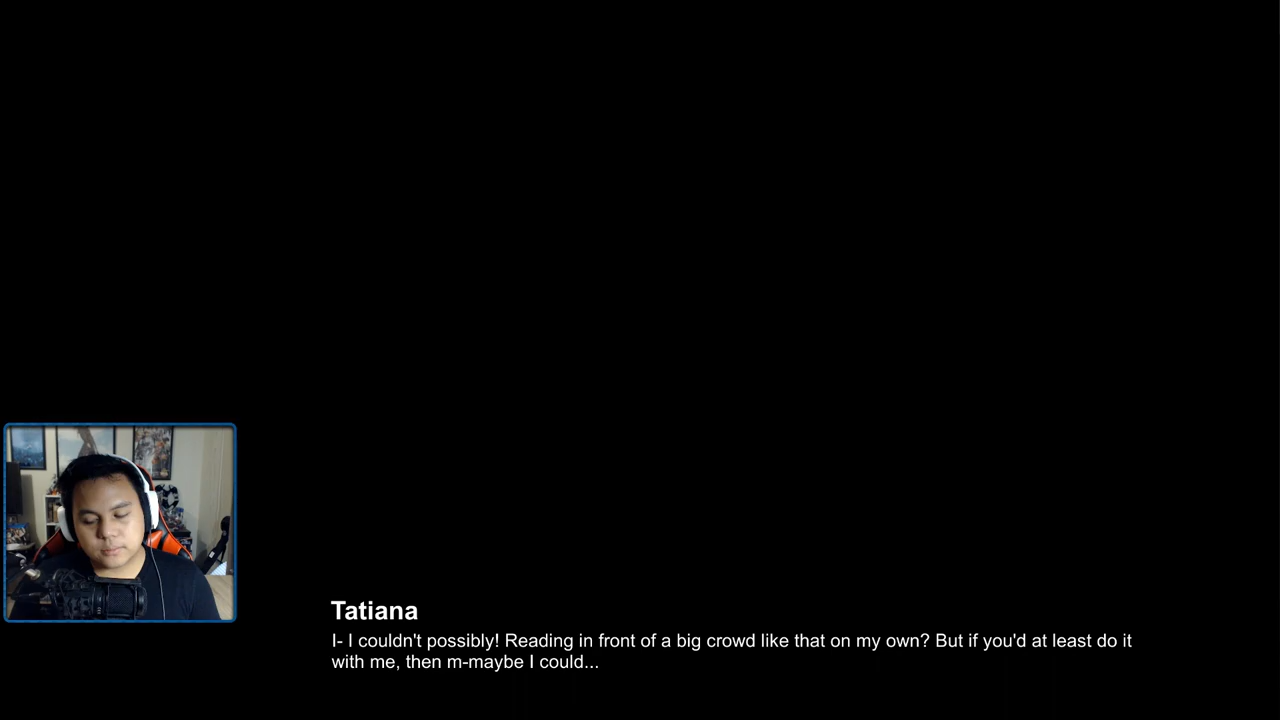 Tatiana
I- I couldn't possibly! Reading in front of a big crowd like that on my own? But if you'd at least do it
with me, then m-maybe I could...